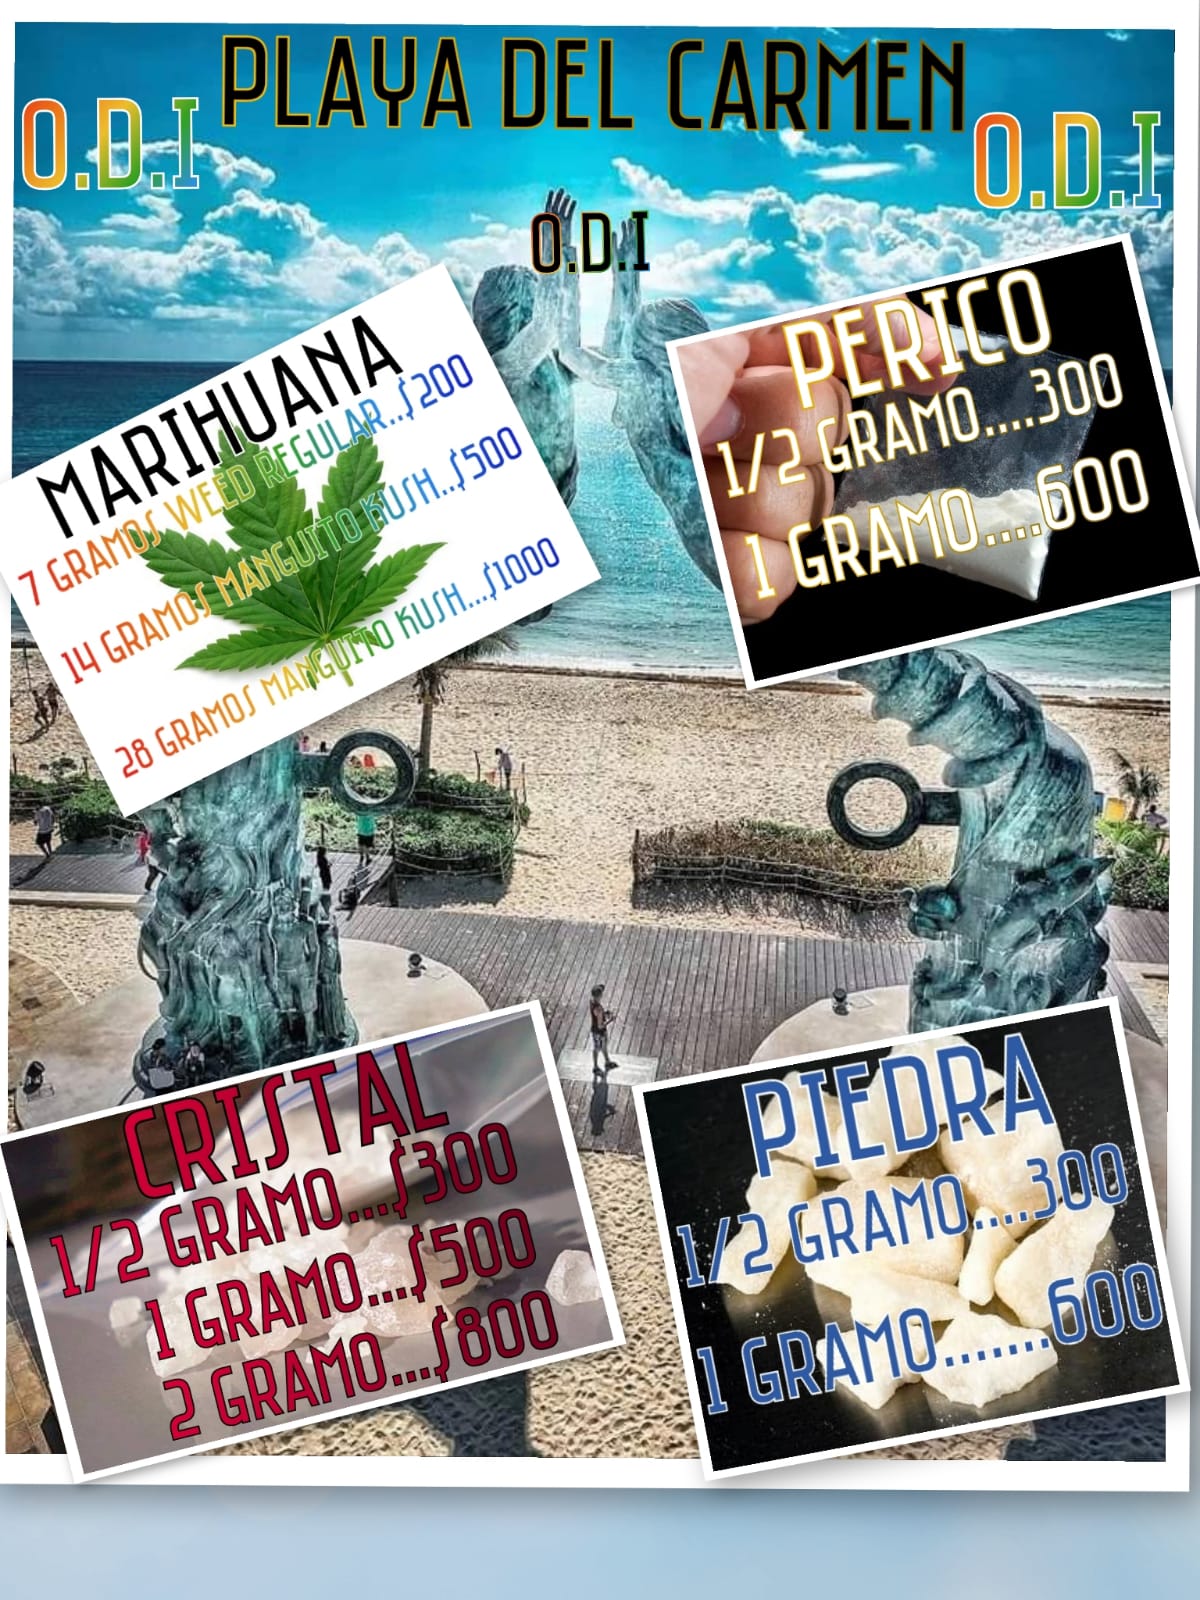 PLAYA DEL CARMEN
O.D.I
O.D.I
O.D.I
MARIHUANA
7 GRAMOS WEED REGULAR..$200
14 GRAMOS MANGUITO KUSH..$500
28 GRAMOS MANGUITO KUSH...$1000
PERICO
1/2 GRAMO....300
1 GRAMO....600
CRISTAL
1/2 GRAMO....$300
1 GRAMO....$500
2 GRAMO....$800
PIEDRA
1/2 GRAMO....300
1 GRAMO.......600